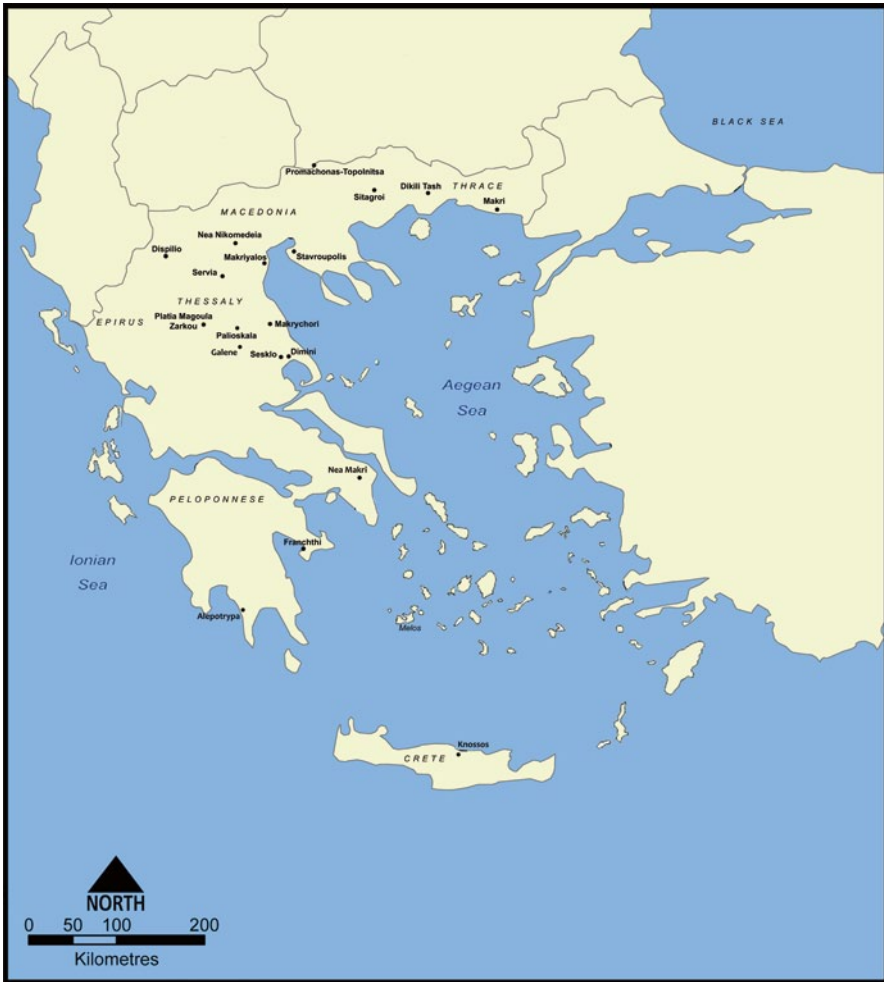 BLACK SEA
Promachonas-Topolnitsa
Dikili Tash
THRACE
Sitagroi
Makri
MACEDONIA
Nea Nikomedeia
Dispilio
Makriyalos
Stavroupolis
Servia
THESSALY
Platia Magoula
Zarkou
EPIRUS
Makrychori
Palioskala
Galene
Sesklo
Dimini
Aegean
Sea
Nea Makri
PELOPONNESE
Franchthi
Ionian
Sea
Alepotrypa
Melos
Knossos
CRETE
NORTH
0 50 100 200
Kilometres